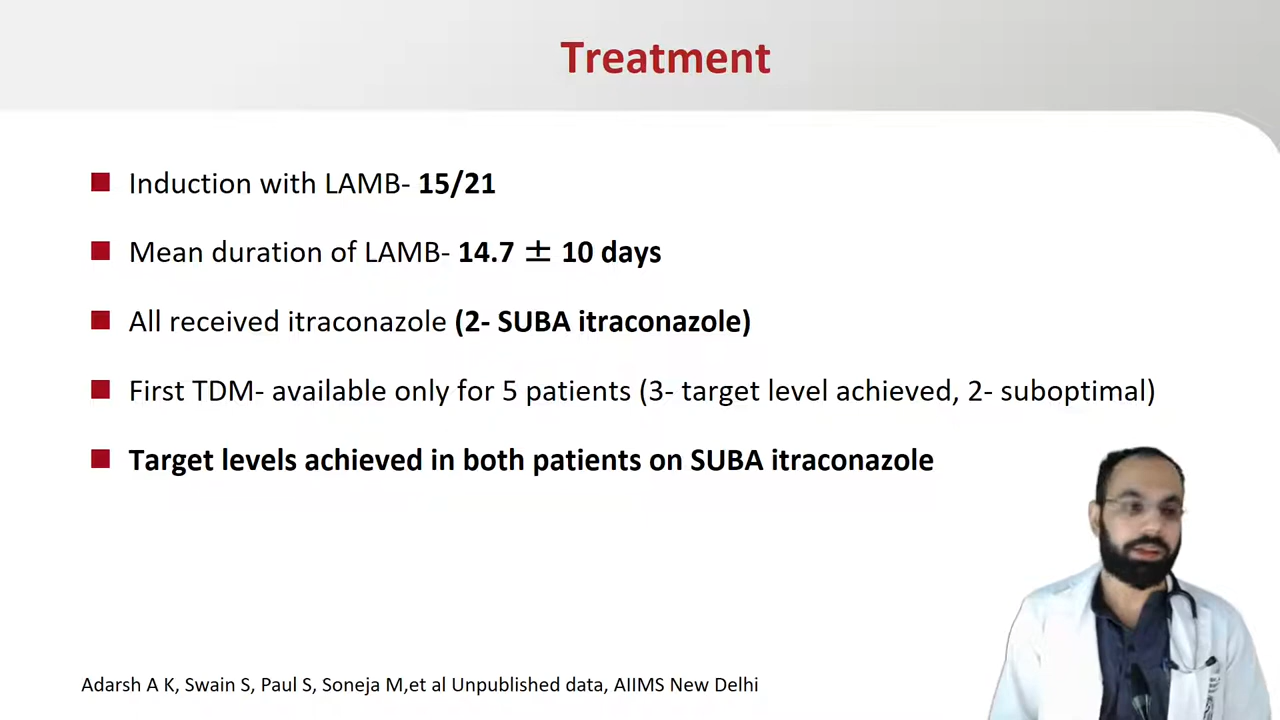 Treatment
Induction with LAMB- 15/21
Mean duration of LAMB- 14.7 ± 10 days
All received itraconazole (2- SUBA itraconazole)
First TDM- available only for 5 patients (3- target level achieved, 2- suboptimal)
Target levels achieved in both patients on SUBA itraconazole
Adarsh A K, Swain S, Paul S, Soneja M,et al Unpublished data, AIIMS New Delhi